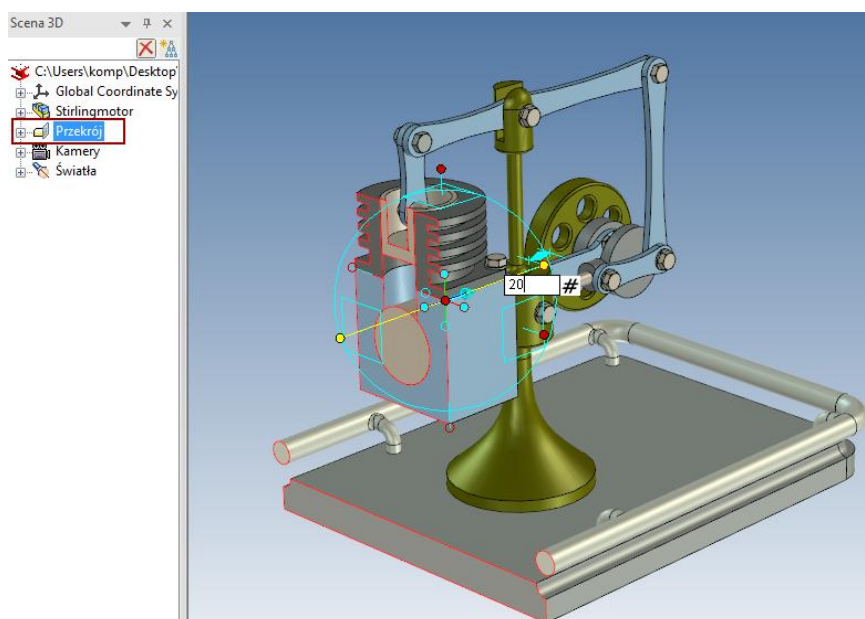 Scena 3D
C:\Users\komp\Desktop\
Global Coordinate Sy
Stirlingmotor
Przekrój
Kamery
Światła
20
#